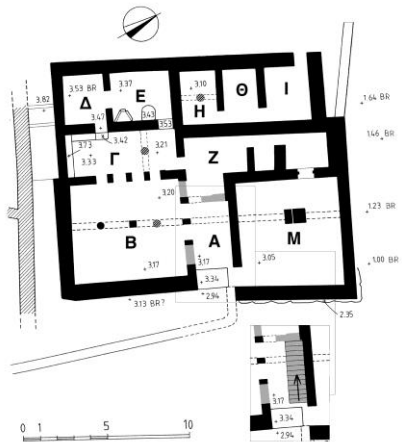 3.53 BR
3.37
3.10
Δ
Ε
Η
Θ
Ι
3.82
3.47
3.43
3.53
1.64 BR
3.73
3.42
3.33
Γ
3.21
Ζ
1.46 BR
3.20
1.23 BR
Β
Α
Μ
3.17
3.17
3.05
1.00 BR
3.13 BR?
3.34
2.94
2.35
3.17
3.34
2.94
0 1 5 10